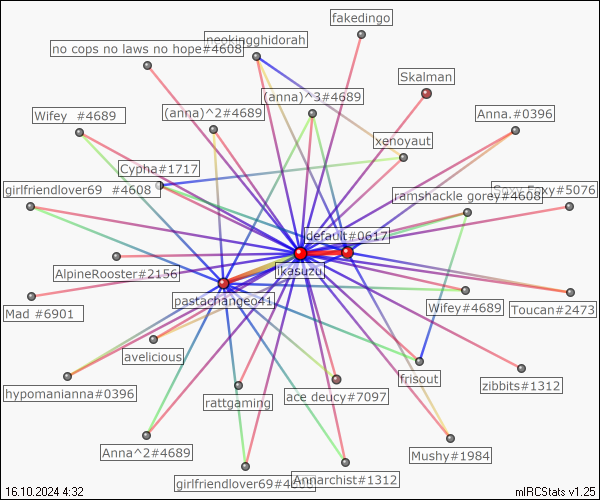 fakedingo
neokingghidorah
no cops no laws no hope#4608
Skalman
(anna)^3#4689
(anna)^2#4689
Wifey #4689
Anna.#0396
xenoyaut
Cypha#1717
girlfriendlover69 #4608
ramshackle gorey#4608
Foxy#5076
default#0617
ikasuzu
AlpineRooster#2156
pastachangeo41
Mad #6901
Wifey#4689
Toucan#2473
avelicious
frisout
hypomanianna#0396
rattgaming
ace deucy#7097
zibbits#1312
Anna^2#4689
Mushy#1984
girlfriendlover69#4608
Annarchist#1312
16.10.2024 4:32
mIRCStats v1.25